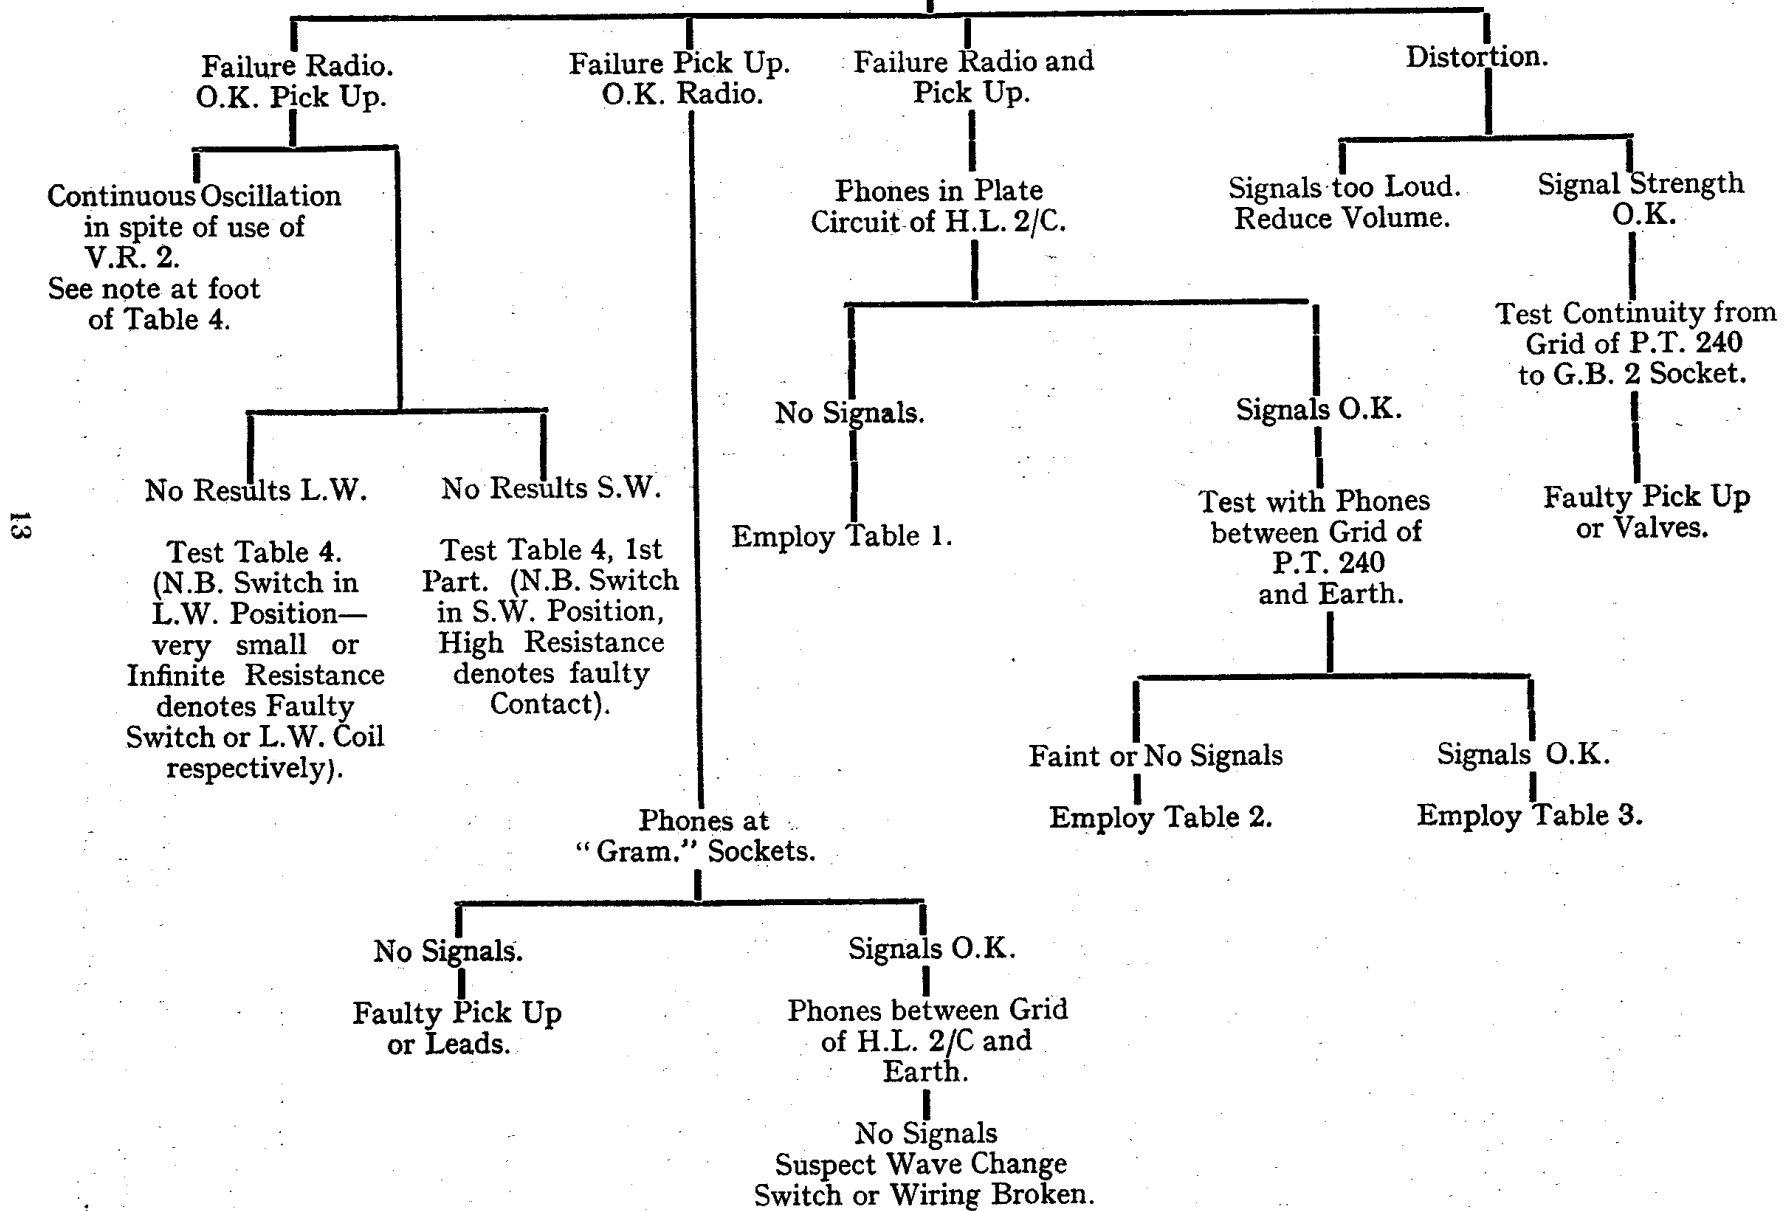 Failure Radio.
O.K. Pick Up.
Failure Pick Up.
O.K. Radio.
Failure Radio and
Pick Up.
Distortion.
Continuous Oscillation
in spite of use of
V.R. 2.
See note at foot
of Table 4.
No Results L.W.
Test Table 4.
(N.B. Switch in
L.W. Position—
very small or
Infinite Resistance
denotes Faulty
Switch or L.W. Coil
respectively).
No Results S.W.
Test Table 4, 1st
Part. (N.B. Switch
in S.W. Position,
High Resistance
denotes faulty
Contact).
Phones at
"Gram." Sockets.
No Signals.
Faulty Pick Up
or Leads.
Signals O.K.
Phones between Grid
of H.L. 2/C and
Earth.
No Signals
Suspect Wave Change
Switch or Wiring Broken.
Phones in Plate
Circuit of H.L. 2/C.
No Signals.
Employ Table 1.
Signals O.K.
Test with Phones
between Grid of
P.T. 240
and Earth.
Faint or No Signals
Employ Table 2.
Signals O.K.
Employ Table 3.
Signals too Loud.
Reduce Volume.
Signal Strength
O.K.
Test Continuity from
Grid of P.T. 240
to G.B. 2 Socket.
Faulty Pick Up
or Valves.
13